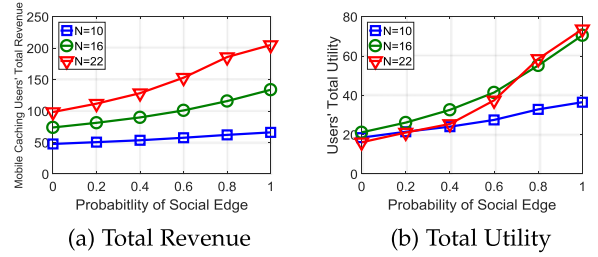 Mobile Caching Users' Total Revenue
250
200
150
100
50
0
N=10
N=16
N=22
0 0.2 0.4 0.6 0.8 1
Probabtlity of Social Edge
(a) Total Revenue
Users' Total Utility
80
60
40
20
0
N=10
N=16
N=22
0 0.2 0.4 0.6 0.8 1
Probability of Social Edge
(b) Total Utility